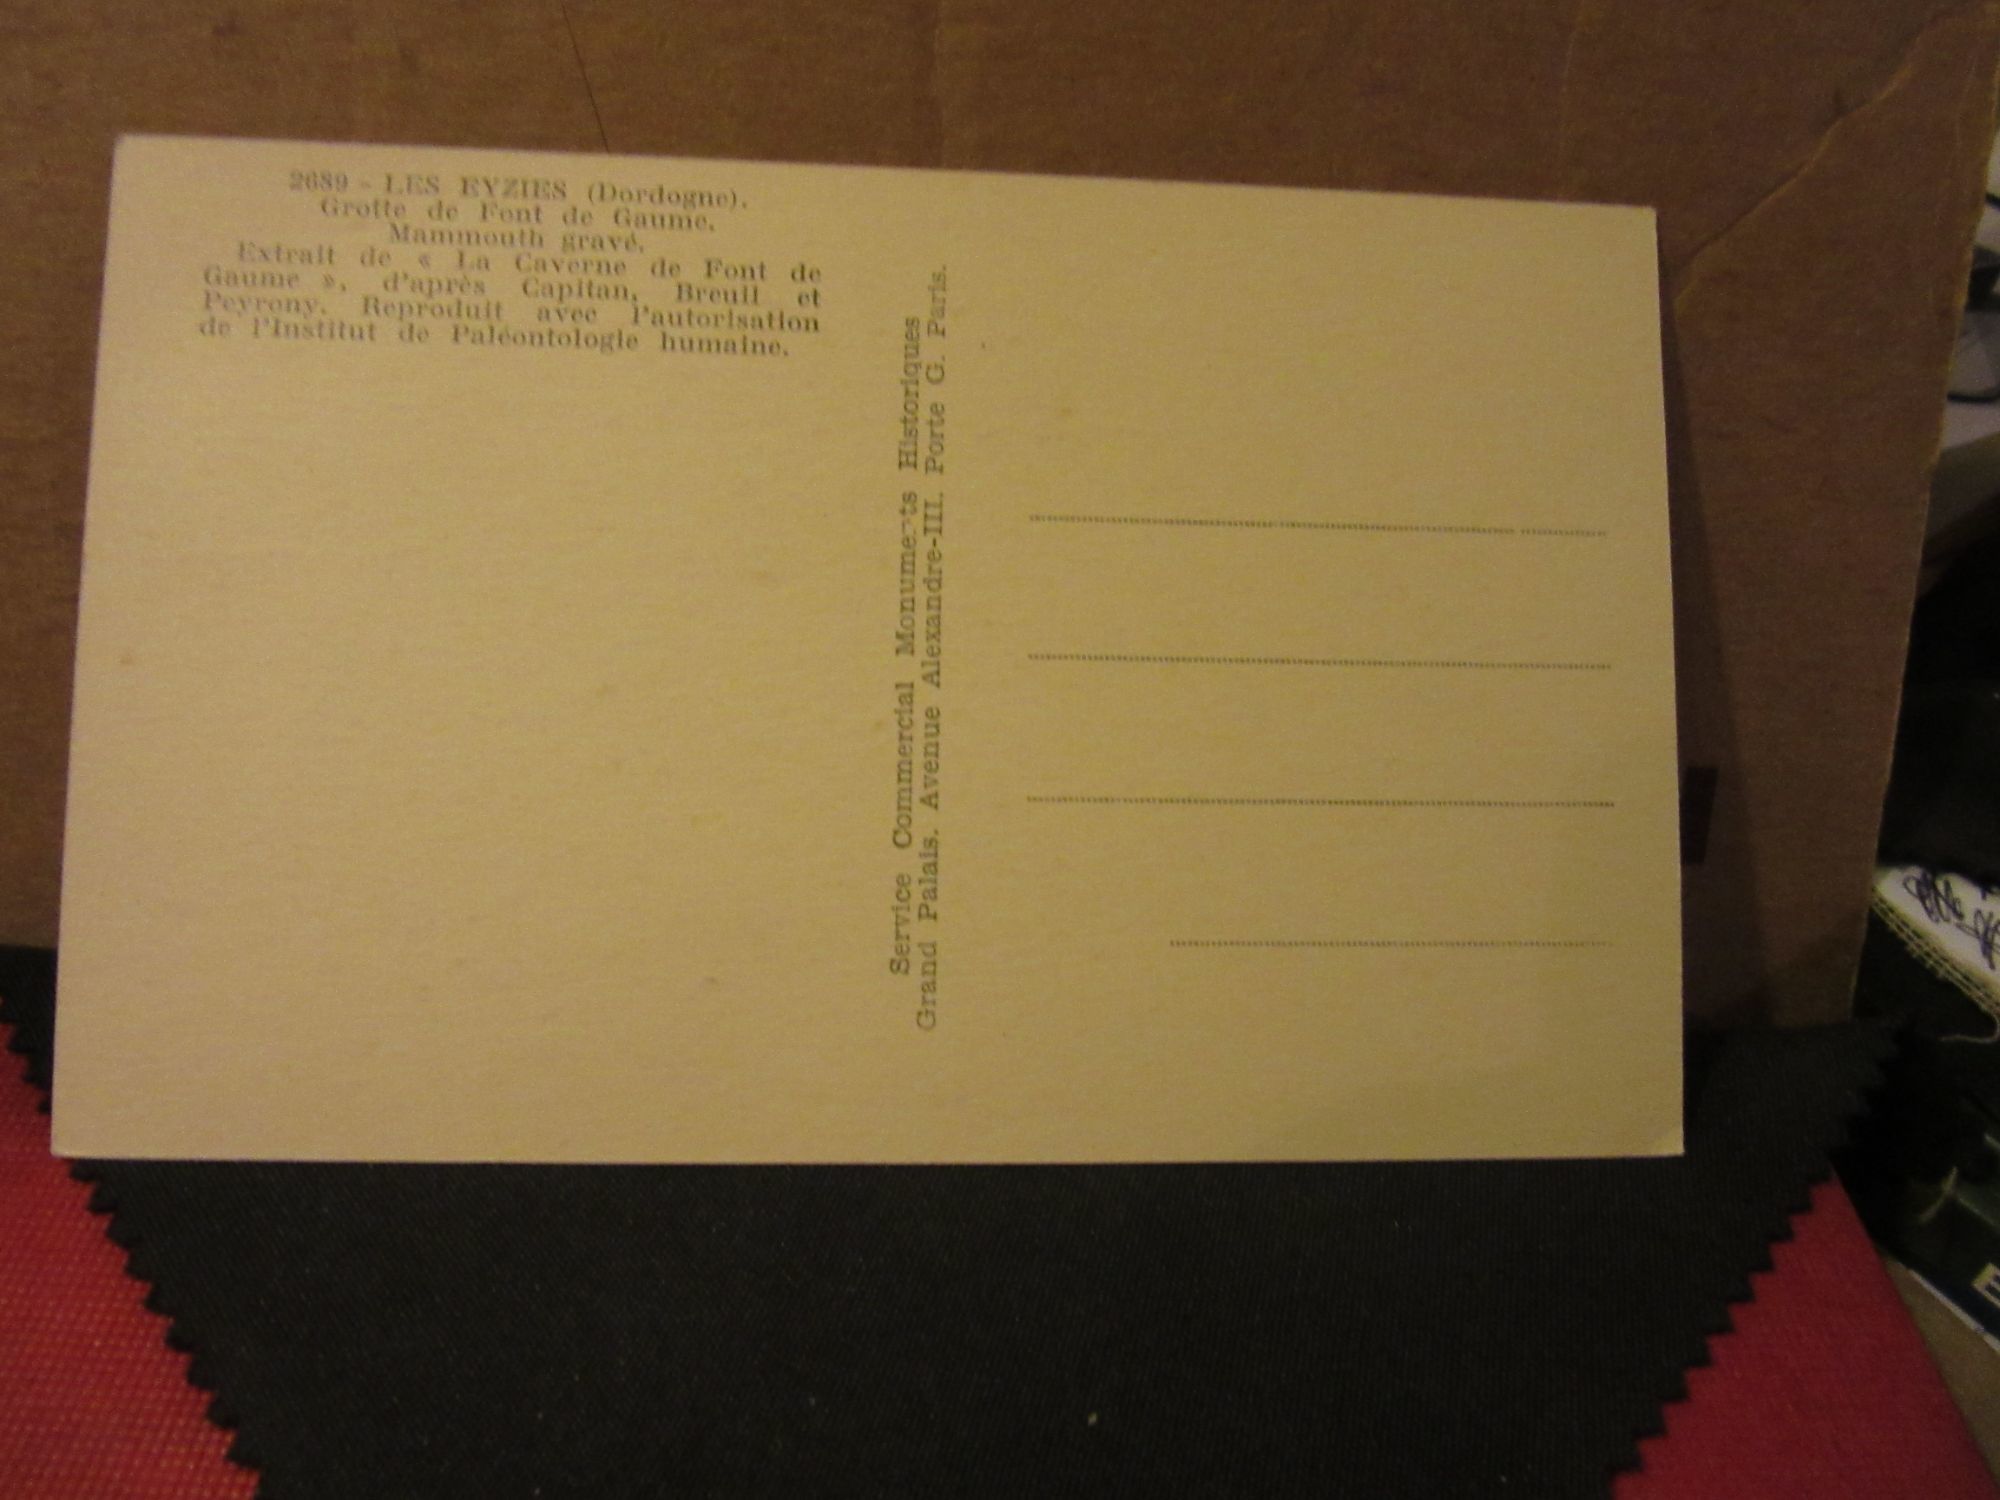 2689 - LES EYZIES (Dordogne).
Grotte de Font de Gaume.
Mammouth gravé.
Extrait de « La Caverne de Font de
Gaume », d'après Capitan, Breuil et
Peyrony. Reproduit avec l'autorisation
de l'Institut de Paléontologie humaine.
Service Commercial Monuments Historiques
Grand Palais. Avenue Alexandre-III. Porte G. Paris.